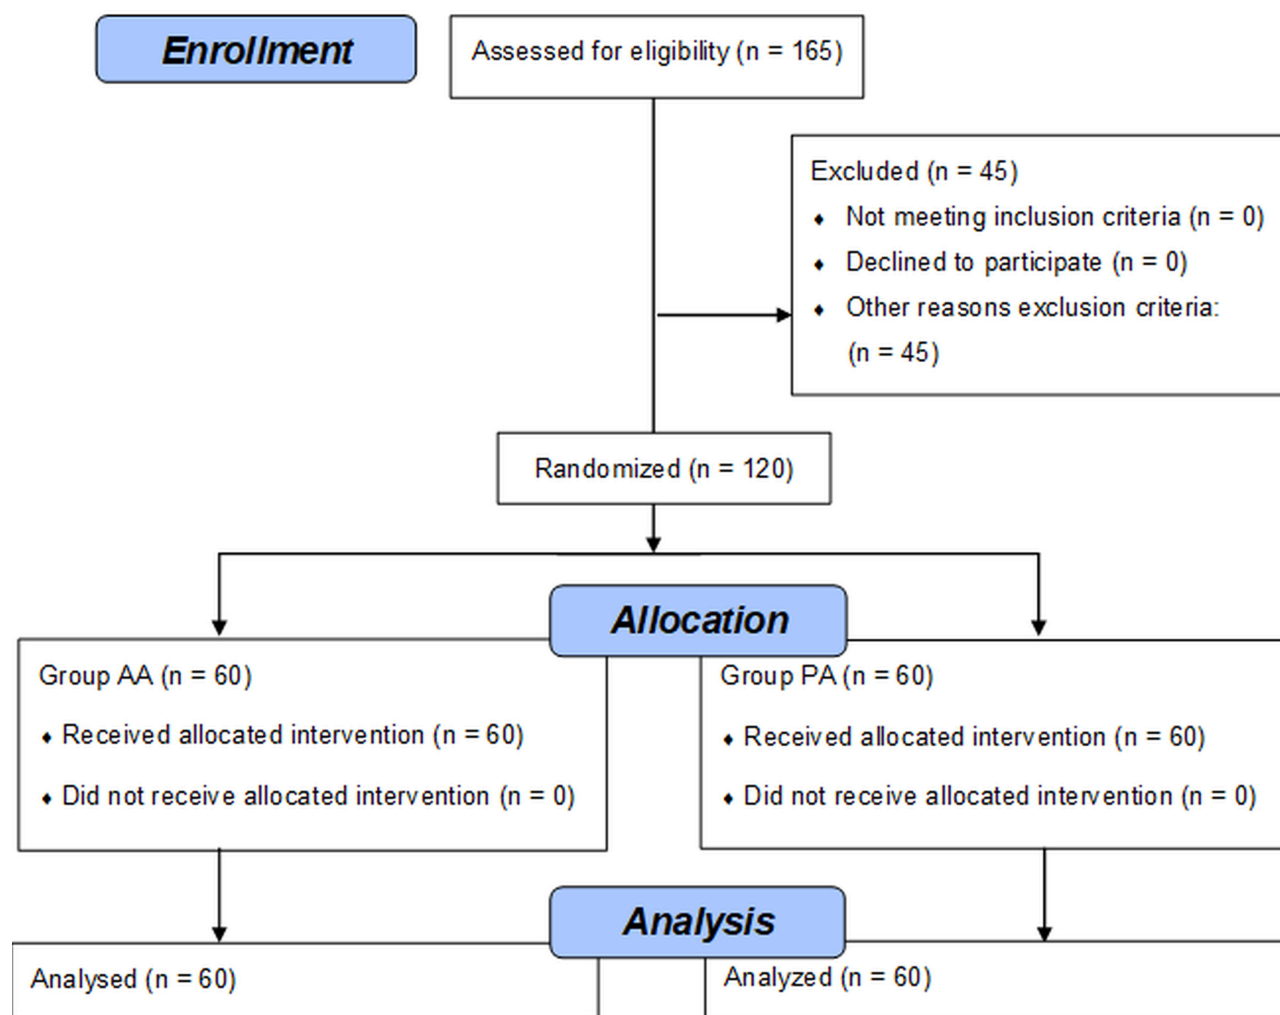 Enrollment
Assessed for eligibility (n = 165)
Excluded (n = 45)
♦ Not meeting inclusion criteria (n = 0)
♦ Declined to participate (n = 0)
♦ Other reasons exclusion criteria:
(n = 45)
Randomized (n = 120)
Allocation
Group AA (n = 60)
♦ Received allocated intervention (n = 60)
♦ Did not receive allocated intervention (n = 0)
Group PA (n = 60)
♦ Received allocated intervention (n = 60)
♦ Did not receive allocated intervention (n = 0)
Analysis
Analysed (n = 60)
Analyzed (n = 60)